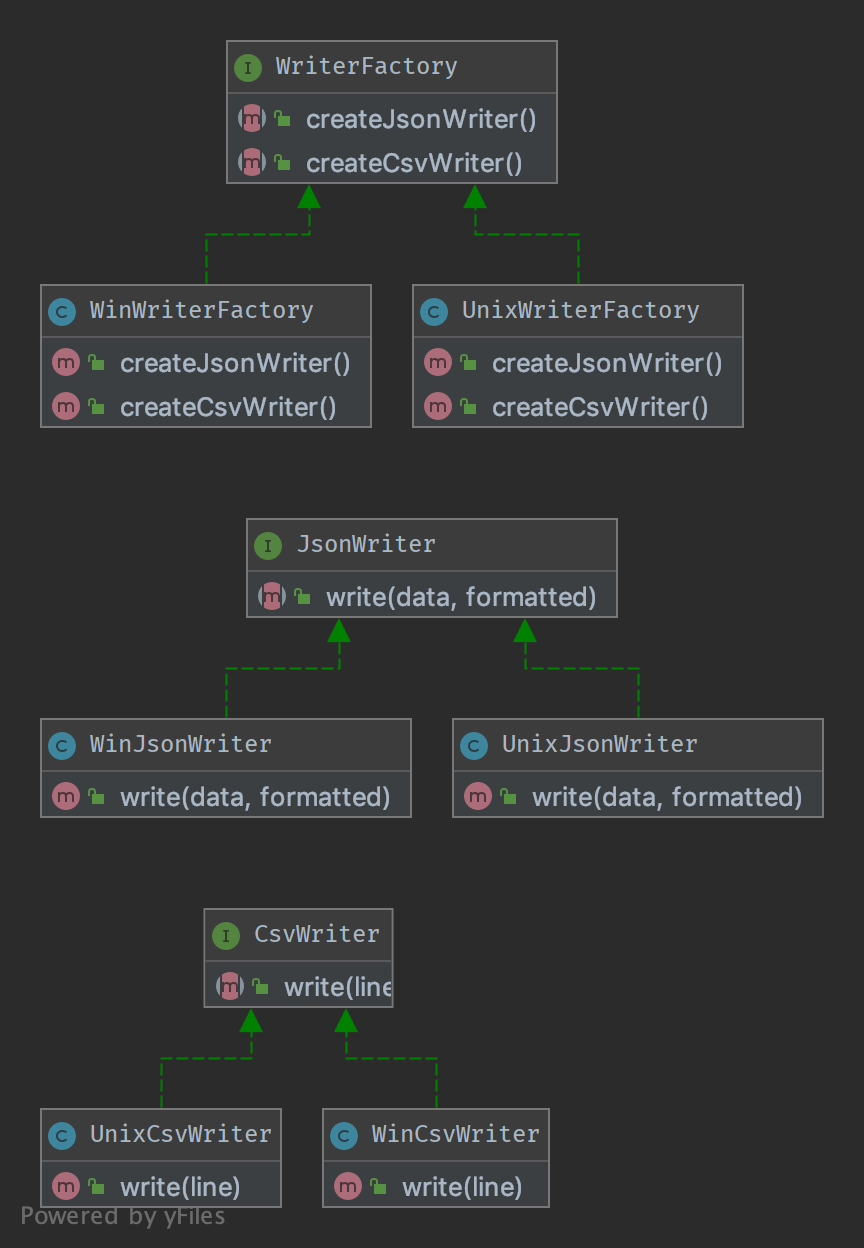 I WriterFactory
m createJsonWriter()
m createCsvWriter()
C WinWriterFactory
m createJsonWriter()
m createCsvWriter()
C UnixWriterFactory
m createJsonWriter()
m createCsvWriter()
I JsonWriter
m write(data, formatted)
C WinJsonWriter
m write(data, formatted)
C UnixJsonWriter
m write(data, formatted)
I CsvWriter
m write(line
C UnixCsvWriter
m write(line)
C WinCsvWriter
m write(line)
Powered by yFiles